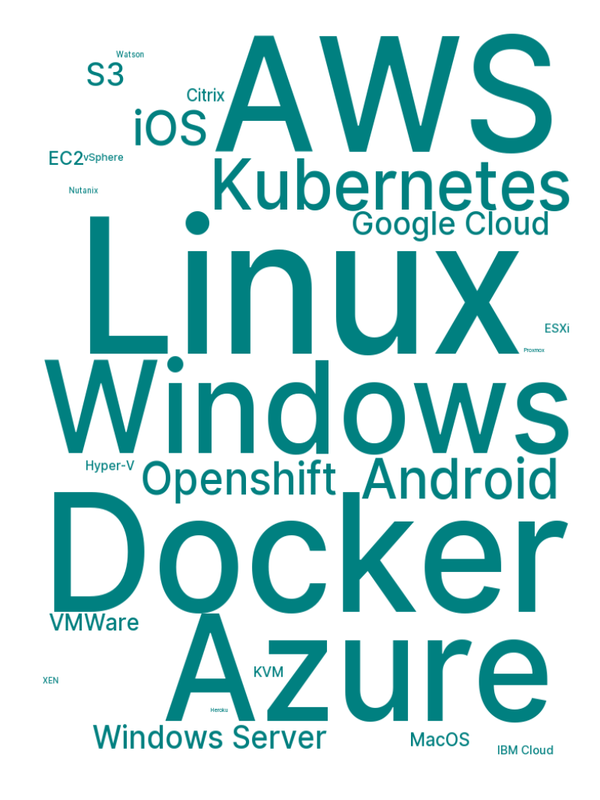 Watson
S3
AWS
Citrix
iOS
EC2
vSphere
Kubernetes
Nutanix
Google Cloud
Linux
ESXi
Proxmox
Windows
Hyper-V
Openshift
Android
Docker
VMWare
Azure
KVM
XEN
Heroku
Windows Server
MacOS
IBM Cloud